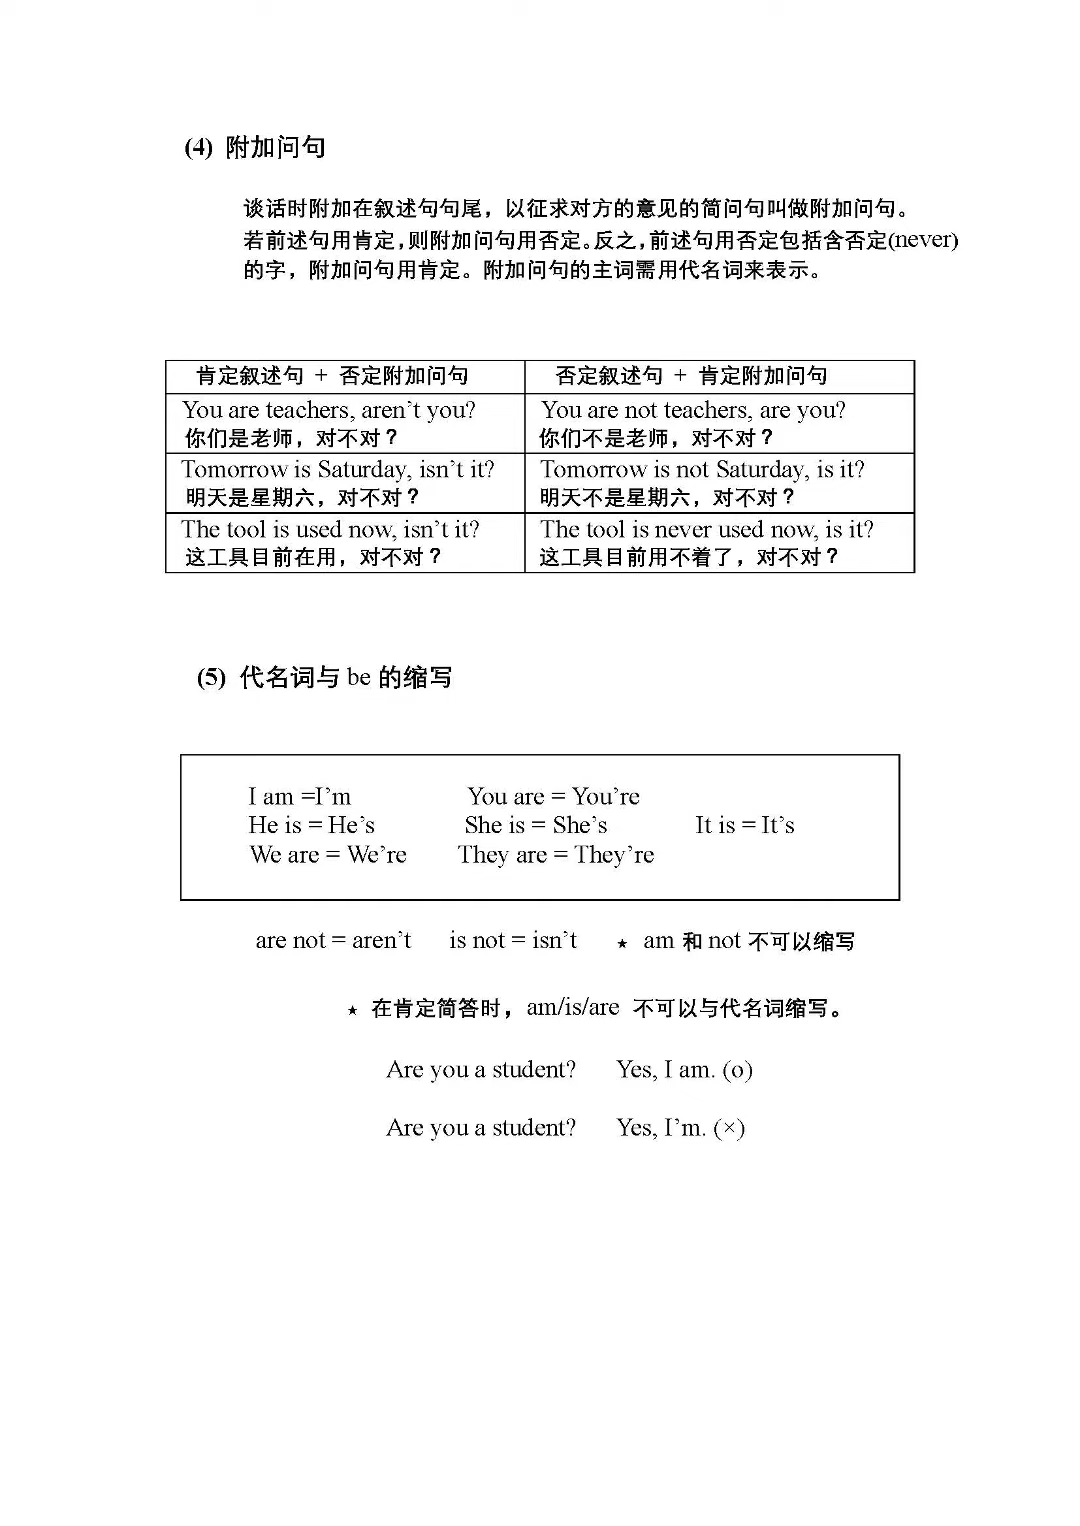 (4) 附加问句
谈话时附加在叙述句句尾，以征求对方的意见的简问句叫做附加问句。
若前述句用肯定，则附加问句用否定。反之，前述句用否定包括含否定(never)
的字，附加问句用肯定。附加问句的主词需用代名词来表示。
肯定叙述句 + 否定附加问句 否定叙述句 + 肯定附加问句
You are teachers, aren't you? You are not teachers, are you?
你们是老师，对不对？ 你们不是老师，对不对？
Tomorrow is Saturday, isn't it? Tomorrow is not Saturday, is it?
明天是星期六，对不对？ 明天不是星期六，对不对？
The tool is used now, isn't it? The tool is never used now, is it?
这工具目前在用，对不对？ 这工具目前用不着了，对不对？
(5) 代名词与 be 的缩写
I am =I'm You are = You're
He is = He's She is = She's It is = It's
We are = We're They are = They're
are not = aren't is not = isn't ★ am 和 not 不可以缩写
★ 在肯定简答时，am/is/are 不可以与代名词缩写。
Are you a student? Yes, I am. (o)
Are you a student? Yes, I'm. (×)